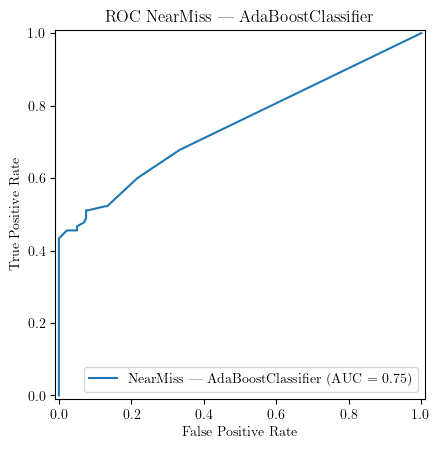 ROC NearMiss — AdaBoostClassifier
1.0
0.8
0.6
0.4
0.2
0.0
True Positive Rate
NearMiss — AdaBoostClassifier (AUC = 0.75)
0.0 0.2 0.4 0.6 0.8 1.0
False Positive Rate